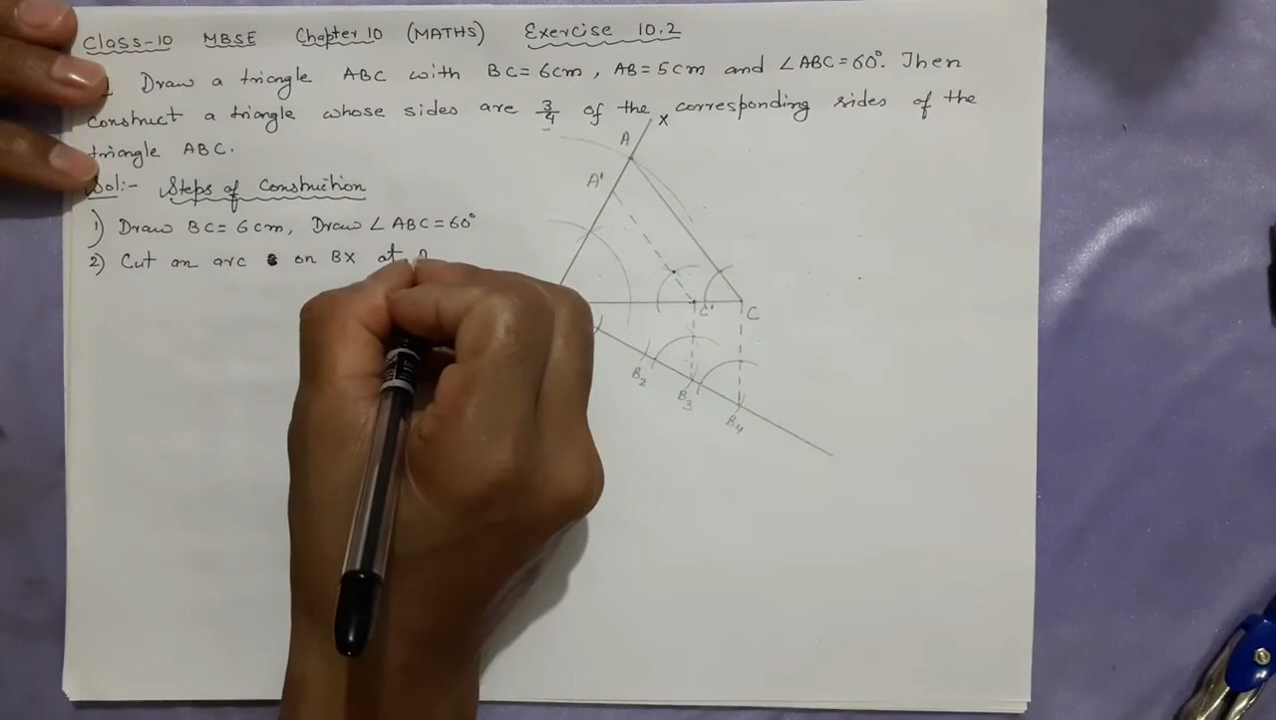 Class-10 MBSE Chapter 10 (MATHS) Exercise 10.2
1 Draw a triangle ABC with BC = 6cm, AB = 5cm and ∠ABC = 60°. Then
construct a triangle whose sides are 3/4 of the corresponding sides of the
triangle ABC.
Sol:- Steps of Construction
1) Draw BC = 6cm, Draw ∠ABC = 60°
2) Cut an arc on BX at
X
A
A'
C'
C
B2
B3
B4